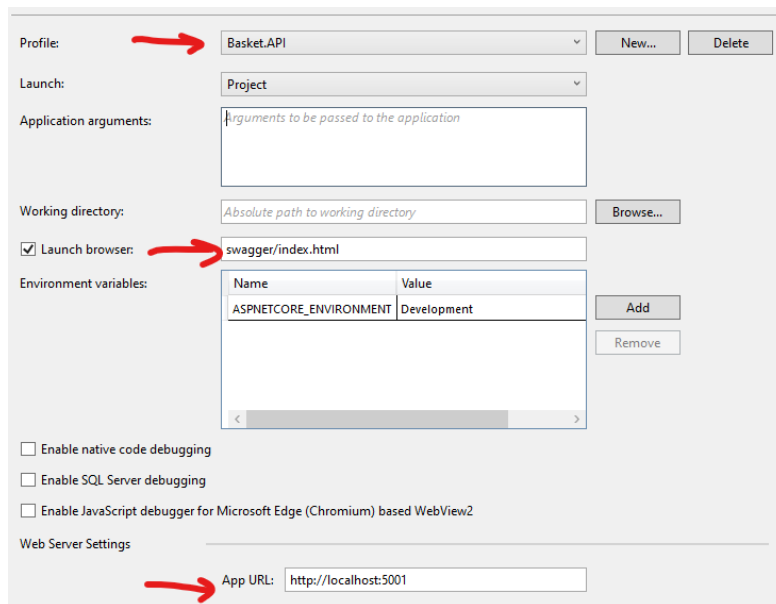 Profile: Basket.API New... Delete
Launch: Project
Application arguments: Arguments to be passed to the application
Working directory: Absolute path to working directory Browse...
Launch browser: swagger/index.html
Environment variables: Name Value
ASPNETCORE_ENVIRONMENT Development Add
Remove
Enable native code debugging
Enable SQL Server debugging
Enable JavaScript debugger for Microsoft Edge (Chromium) based WebView2
Web Server Settings
App URL: http://localhost:5001